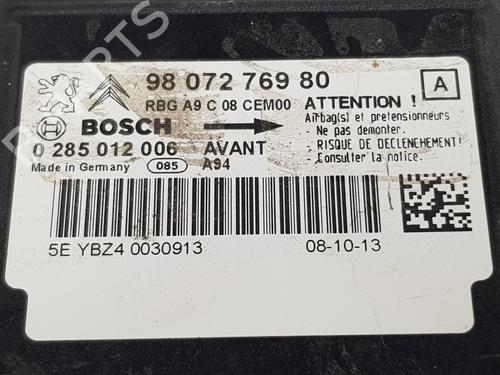 98 072 769 80
A
RBG A9 C 08 CEM00
ATTENTION !
BOSCH
Airbag(s) et pretensionneurs
- Ne pas demonter.
0 285 012 006 AVANT
- RISQUE DE DECLENCHEMENT!
Made in Germany 085 A94
- Consulter la notice.
5E YBZ4 0030913
08-10-13